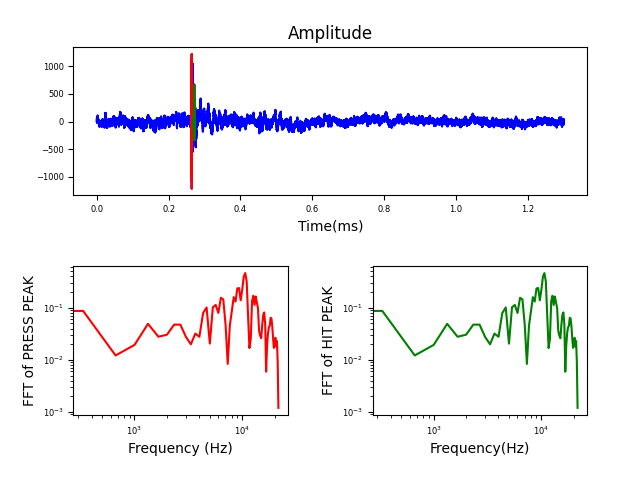 Amplitude
1000
500
0
−500
−1000
0.0 0.2 0.4 0.6 0.8 1.0 1.2
Time(ms)
FFT of PRESS PEAK
10⁻¹
10⁻²
10⁻³
10³ 10⁴
Frequency (Hz)
FFT of HIT PEAK
10⁻¹
10⁻²
10⁻³
10³ 10⁴
Frequency(Hz)